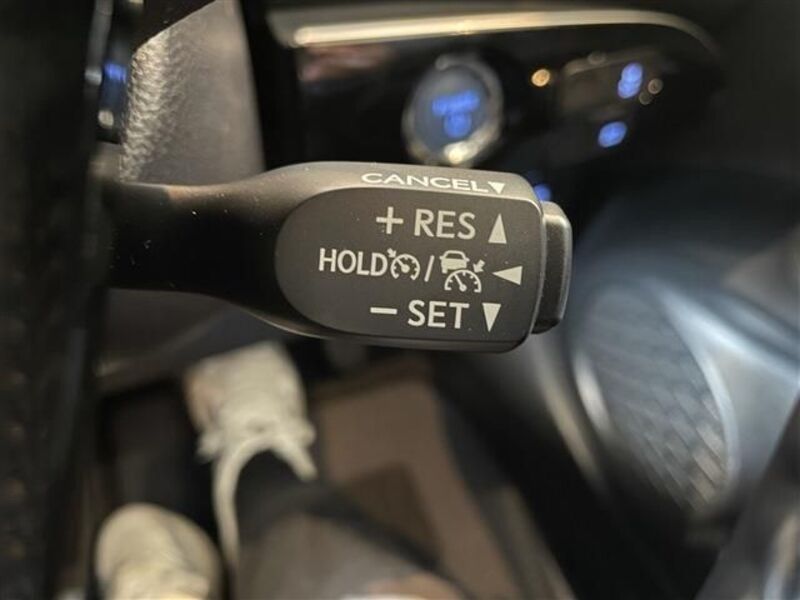 CANCEL▼
+ RES ▲
HOLD / ◀
− SET ▼